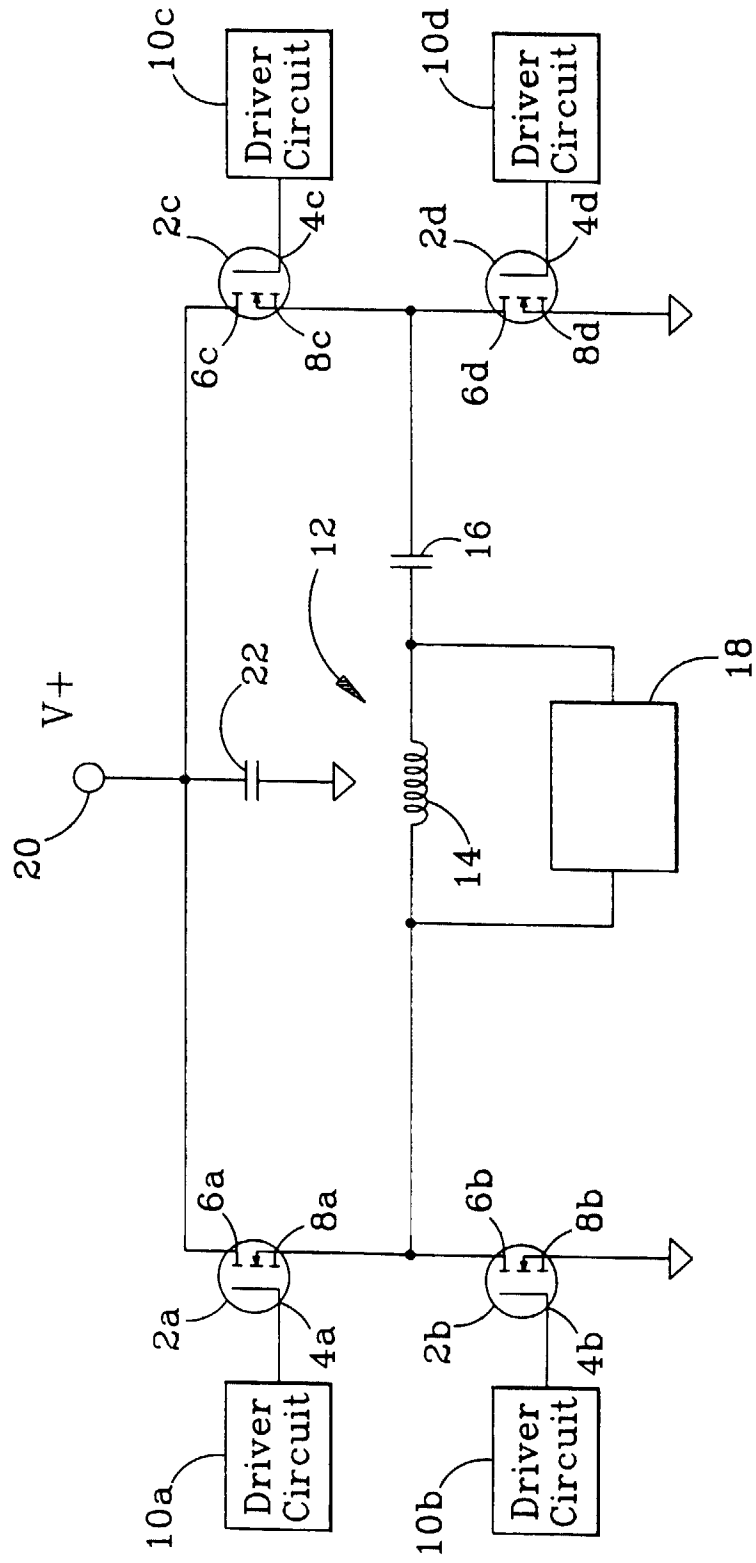 V+
20
22
12
10a
Driver
Circuit
2a
4a
6a
8a
10c
Driver
Circuit
2c
4c
6c
8c
14
16
18
10b
Driver
Circuit
2b
4b
6b
8b
10d
Driver
Circuit
2d
4d
6d
8d